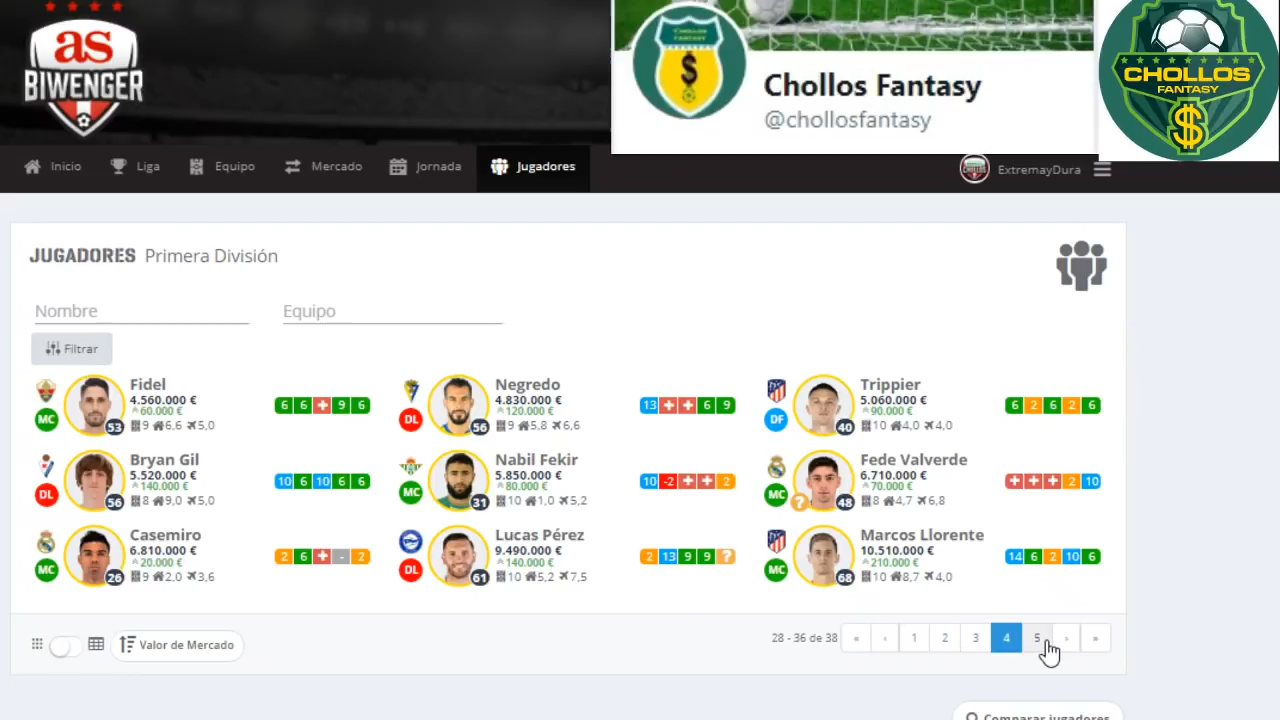 as
BIWENGER
CHOLLOS
FANTASY
$
Chollos Fantasy
@chollosfantasy
CHOLLOS
FANTASY
$
Inicio
Liga
Equipo
Mercado
Jornada
Jugadores
ExtremayDura
JUGADORES Primera División
Nombre
Equipo
Filtrar
Fidel
4.560.000 €
60.000 €
9 6,6 5,0
MC
53
6 6 + 9 6
Negredo
4.830.000 €
120.000 €
9 5,8 6,6
DL
56
13 + + 6 9
Trippier
5.060.000 €
90.000 €
10 4,0 4,0
DF
40
6 2 6 2 6
Bryan Gil
5.520.000 €
140.000 €
8 9,0 5,0
DL
56
10 6 10 6 6
Nabil Fekir
5.850.000 €
80.000 €
10 1,0 5,2
MC
31
10 -2 + + 2
Fede Valverde
6.710.000 €
70.000 €
8 4,7 6,8
MC
?
48
+ + + 2 10
Casemiro
6.810.000 €
20.000 €
9 2,0 3,6
MC
26
2 6 + - 2
Lucas Pérez
9.490.000 €
140.000 €
10 5,2 7,5
DL
61
2 13 9 9 ?
Marcos Llorente
10.510.000 €
210.000 €
10 8,7 4,0
MC
68
14 6 2 10 6
Valor de Mercado
28 - 36 de 38
« ‹ 1 2 3 4 5 › »
Comparar jugadores